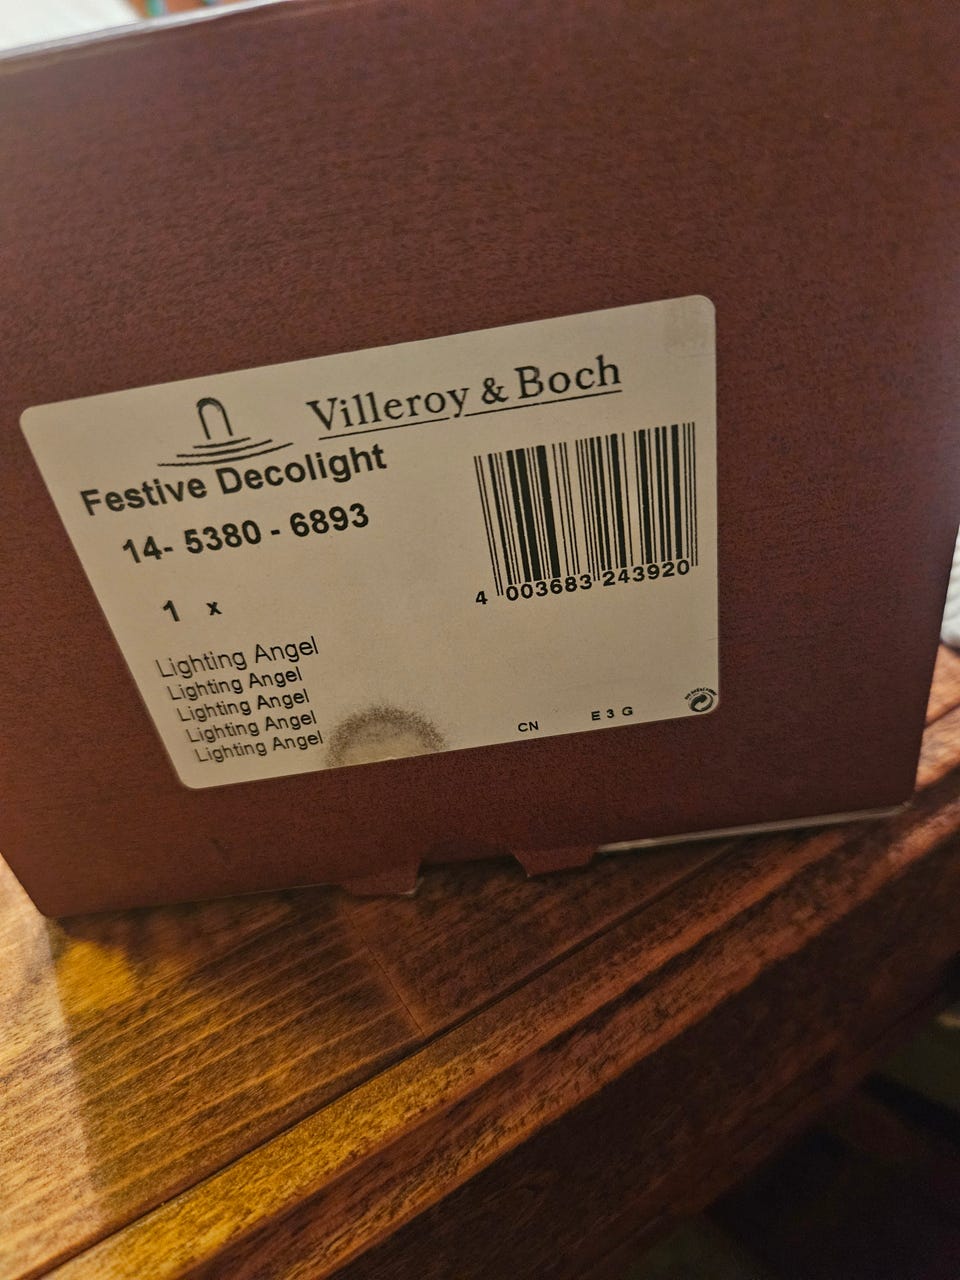 Villeroy & Boch
Festive Decolight
14- 5380 - 6893
4 003683 243920
1 x
Lighting Angel
Lighting Angel
Lighting Angel
Lighting Angel
Lighting Angel
CN E 3 G